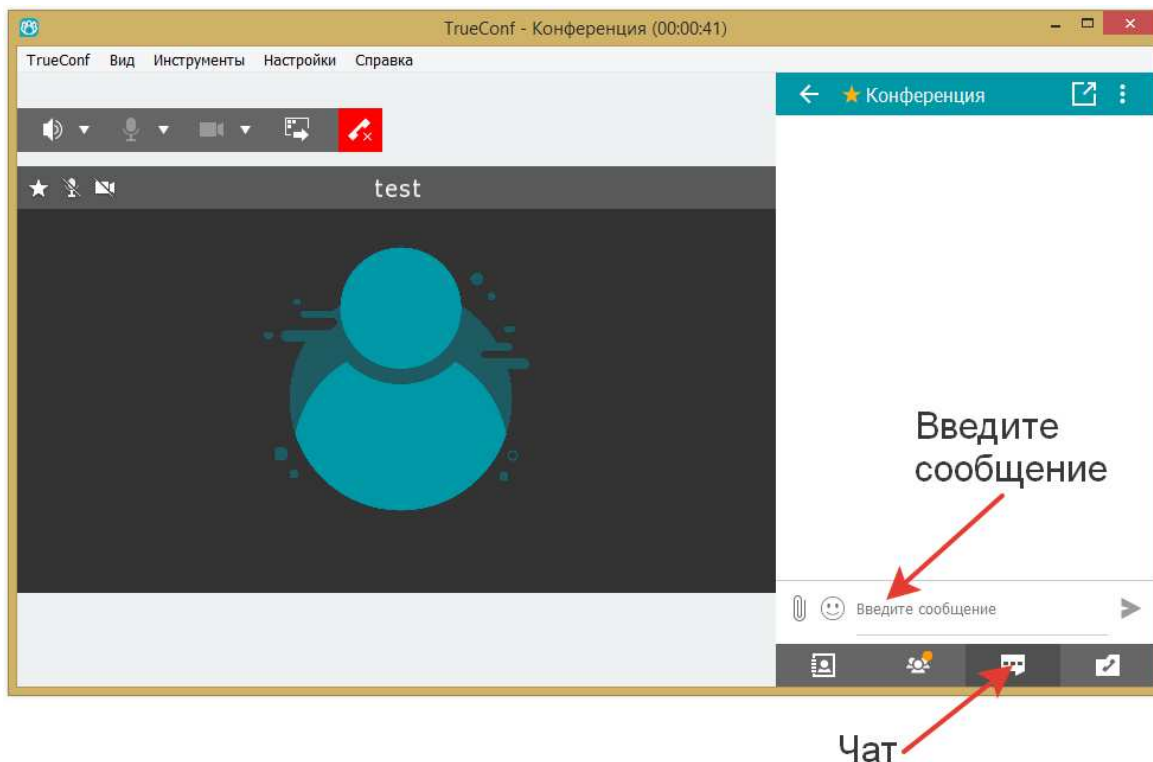 TrueConf - Конференция (00:00:41)
TrueConf Вид Инструменты Настройки Справка
Конференция
test
Введите
сообщение
Введите сообщение
Чат